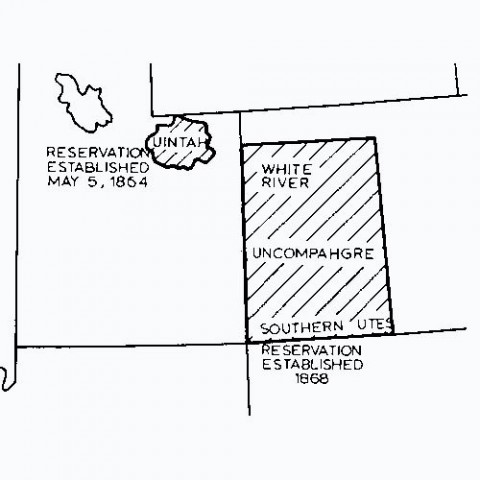 UINTAH
RESERVATION
ESTABLISHED
MAY 5, 1864
WHITE
RIVER
UNCOMPAHGRE
SOUTHERN UTES
RESERVATION
ESTABLISHED
1868